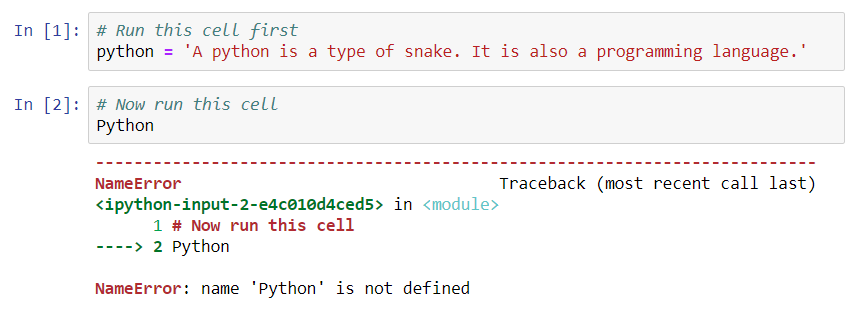 In [1]: # Run this cell first
python = 'A python is a type of snake. It is also a programming language.'
In [2]: # Now run this cell
Python
---------------------------------------------------------------------------
NameError Traceback (most recent call last)
<ipython-input-2-e4c010d4ced5> in <module>
1 # Now run this cell
----> 2 Python
NameError: name 'Python' is not defined